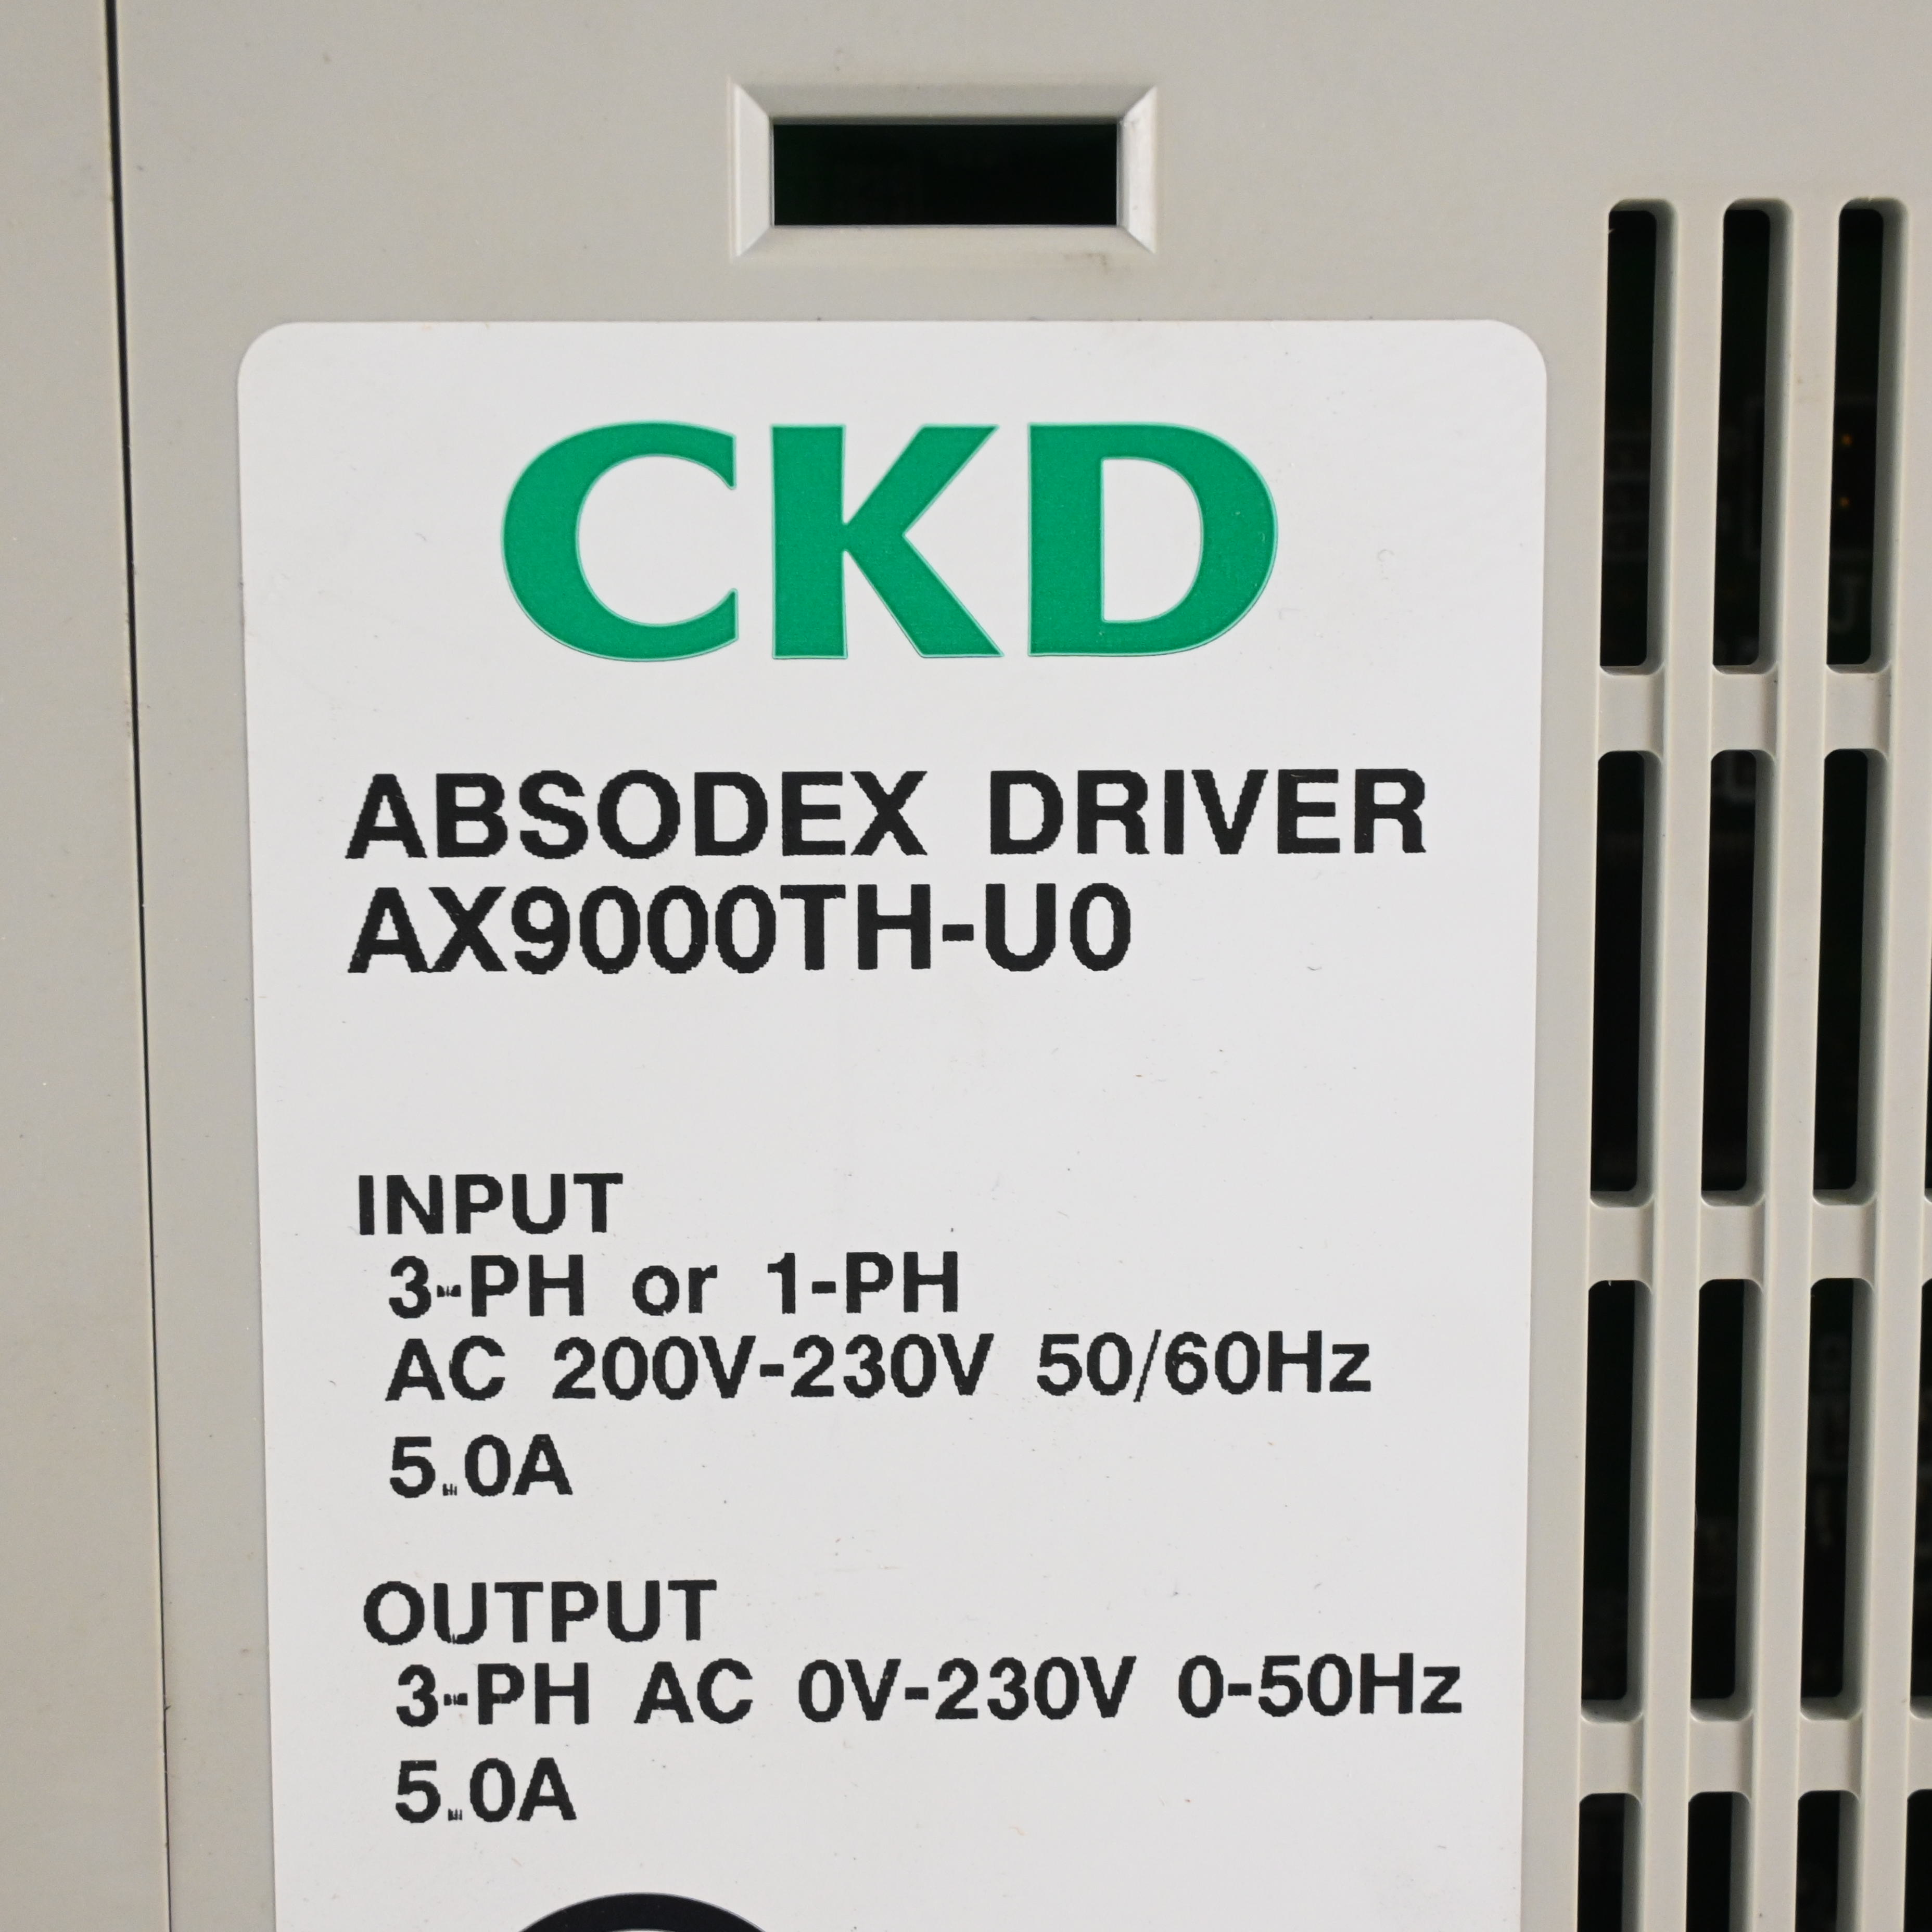 CKD
ABSODEX DRIVER
AX9000TH-U0
INPUT
3-PH or 1-PH
AC 200V-230V 50/60Hz
5.0A
OUTPUT
3-PH AC 0V-230V 0-50Hz
5.0A